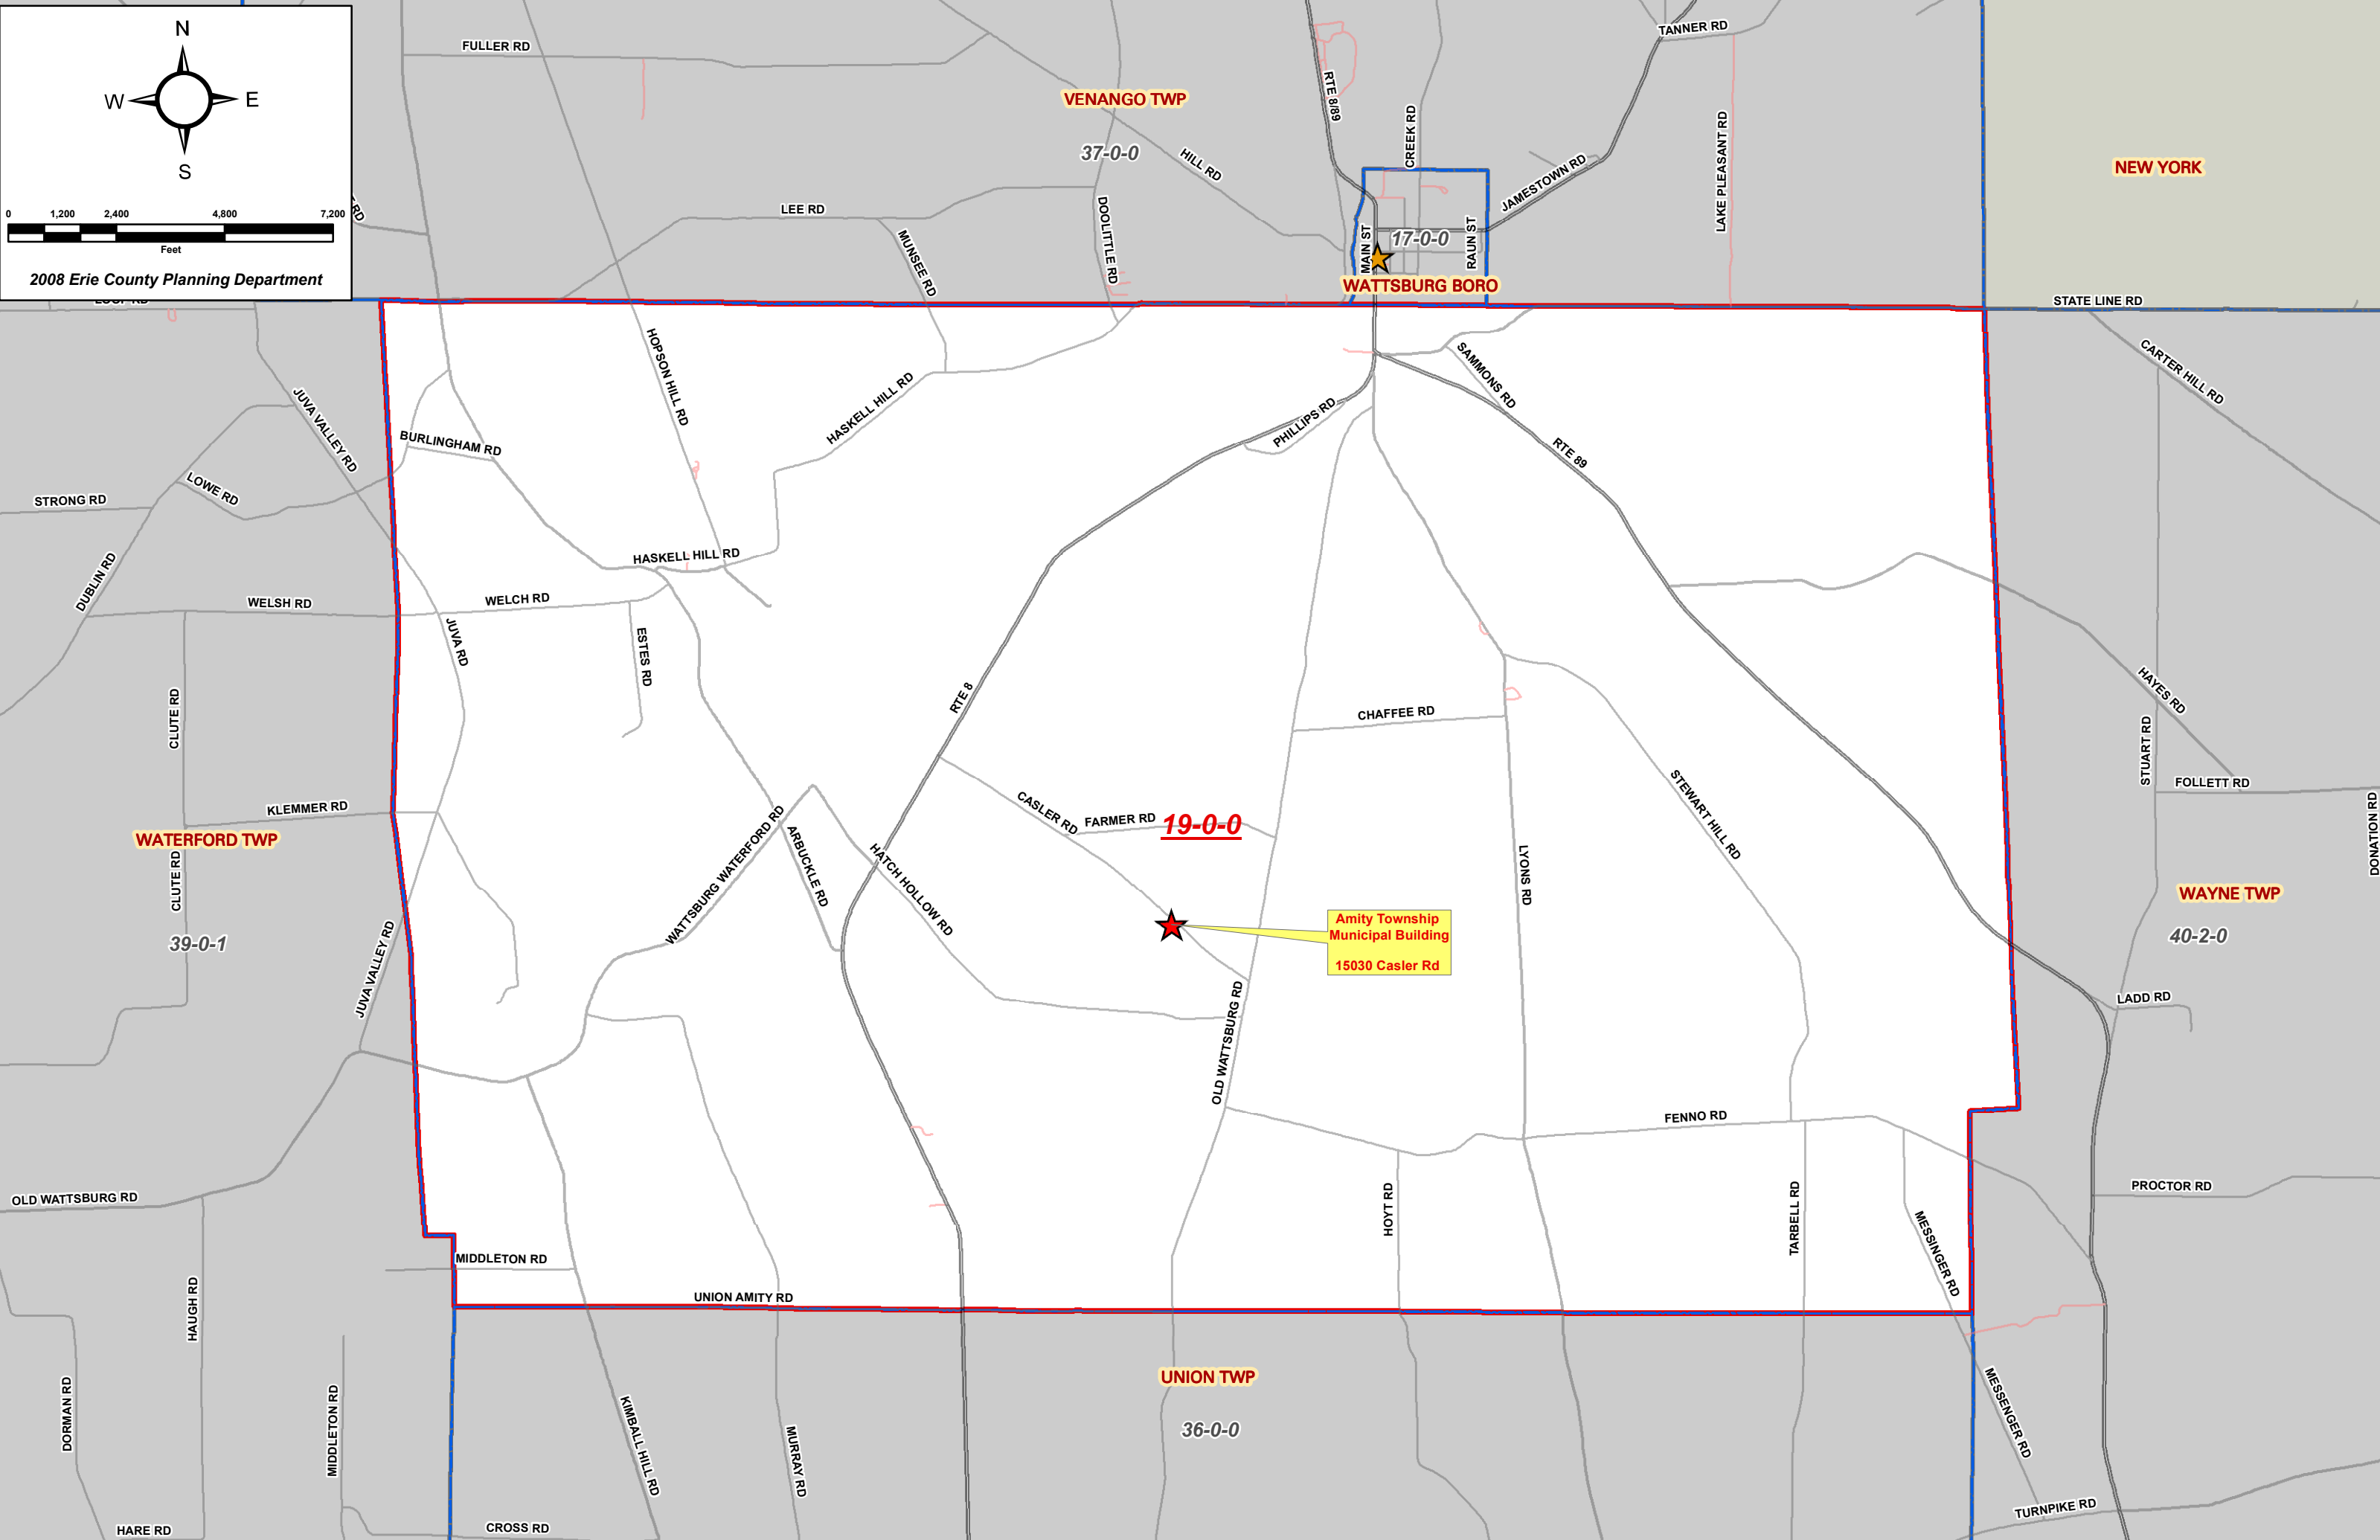 N
W E
S
0 1,200 2,400 4,800 7,200
Feet
2008 Erie County Planning Department
FULLER RD
VENANGO TWP
37-0-0
HILL RD
RTE 8/89
CREEK RD
TANNER RD
JAMESTOWN RD
LAKE PLEASANT RD
NEW YORK
LEE RD
MUNSEE RD
DOOLITTLE RD
MAIN ST
17-0-0
RAUN ST
WATTSBURG BORO
STATE LINE RD
CARTER HILL RD
JUVA VALLEY RD
BURLINGHAM RD
HOPSON HILL RD
HASKELL HILL RD
PHILLIPS RD
SAMMONS RD
RTE 89
STRONG RD
LOWE RD
DUBLIN RD
HASKELL HILL RD
WELSH RD
WELCH RD
JUVA RD
ESTES RD
CLUTE RD
RTE 8
CHAFFEE RD
HAYES RD
STUART RD
FOLLETT RD
DONATION RD
KLEMMER RD
WATERFORD TWP
CLUTE RD
39-0-1
WATTSBURG WATERFORD RD
ARBUCKLE RD
HATCH HOLLOW RD
CASLER RD
FARMER RD
19-0-0
STEWART HILL RD
LYONS RD
WAYNE TWP
40-2-0
Amity Township
Municipal Building
15030 Casler Rd
JUVA VALLEY RD
OLD WATTSBURG RD
LADD RD
FENNO RD
OLD WATTSBURG RD
HOYT RD
TARBELL RD
MESSINGER RD
PROCTOR RD
MIDDLETON RD
HAUGH RD
UNION AMITY RD
UNION TWP
36-0-0
DORMAN RD
MIDDLETON RD
KIMBALL HILL RD
MURRAY RD
MESSENGER RD
TURNPIKE RD
HARE RD
CROSS RD